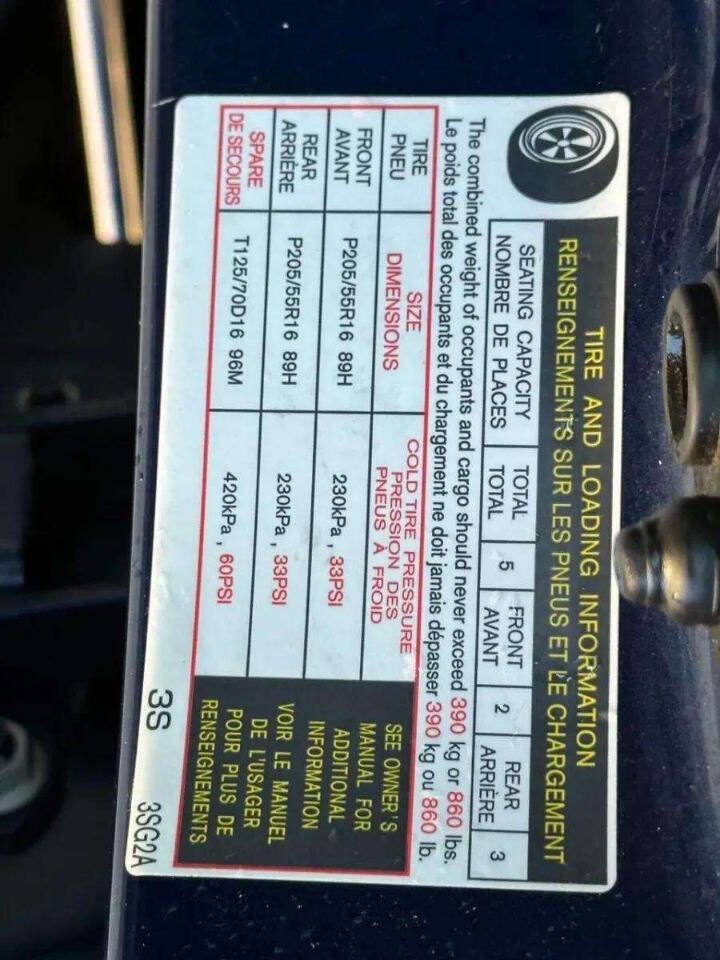 TIRE AND LOADING INFORMATION
RENSEIGNEMENTS SUR LES PNEUS ET LE CHARGEMENT
SEATING CAPACITY TOTAL 5 FRONT 2 REAR 3
NOMBRE DE PLACES TOTAL AVANT ARRIÈRE
The combined weight of occupants and cargo should never exceed 390 kg or 860 lbs.
Le poids total des occupants et du chargement ne doit jamais dépasser 390 kg ou 860 lb.
TIRE SIZE COLD TIRE PRESSURE
PNEU DIMENSIONS PRESSION DES
PNEUS À FROID
FRONT P205/55R16 89H 230kPa , 33PSI
AVANT
REAR P205/55R16 89H 230kPa , 33PSI
ARRIÈRE
SPARE T125/70D16 96M 420kPa , 60PSI
DE SECOURS
SEE OWNER'S
MANUAL FOR
ADDITIONAL
INFORMATION
VOIR LE MANUEL
DE L'USAGER
POUR PLUS DE
RENSEIGNEMENTS
3S 3SG2A